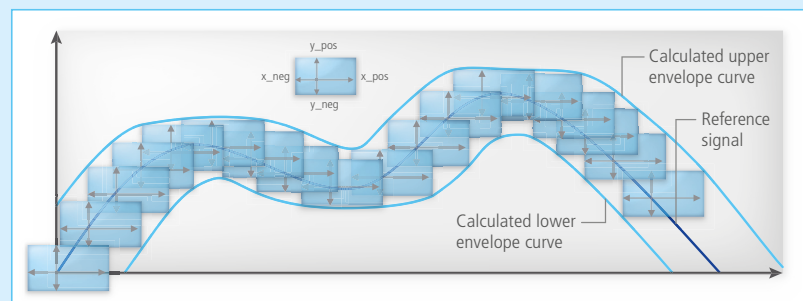 y_pos
x_neg
x_pos
y_neg
Calculated upper
envelope curve
Reference
signal
Calculated lower
envelope curve